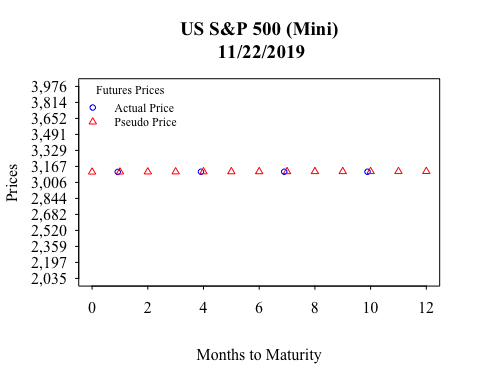 US S&P 500 (Mini)
11/22/2019
Futures Prices
Actual Price
Pseudo Price
Prices
3,976
3,814
3,652
3,491
3,329
3,167
3,006
2,844
2,682
2,520
2,359
2,197
2,035
0 2 4 6 8 10 12
Months to Maturity